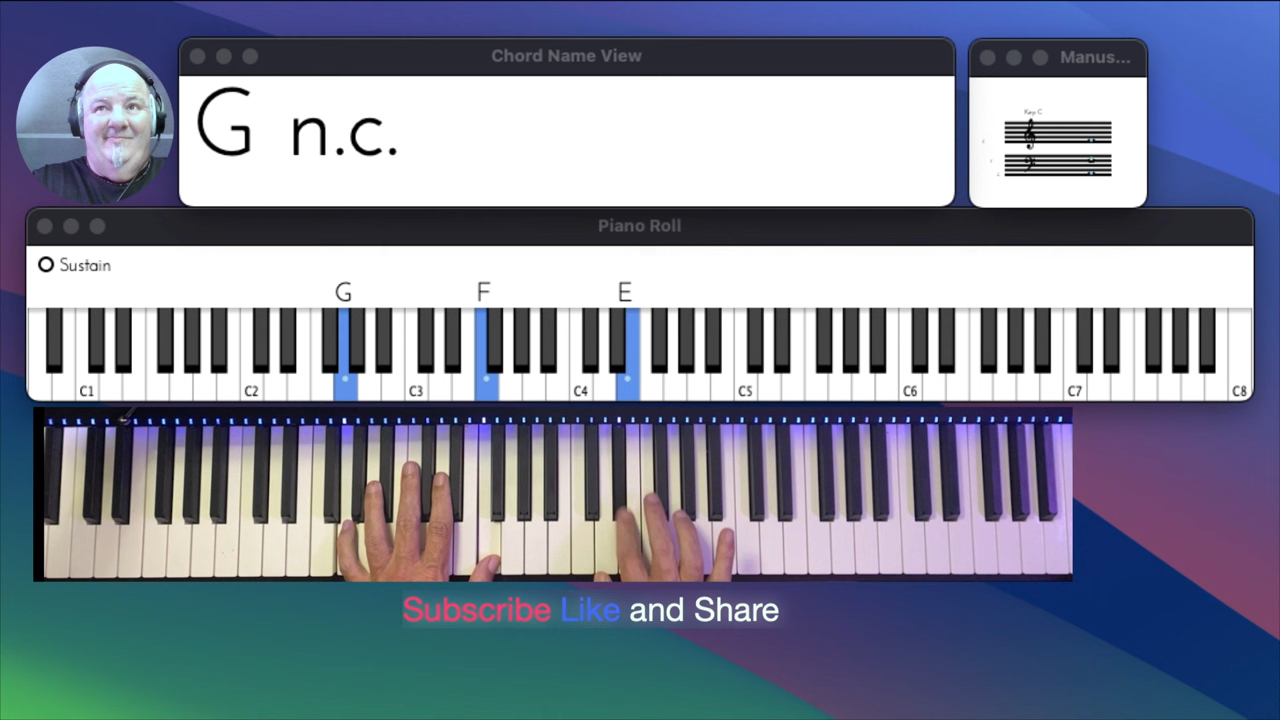 Chord Name View
G n.c.
Manus...
Key: C
Piano Roll
Sustain
G F E
C1 C2 C3 C4 C5 C6 C7 C8
Subscribe Like and Share